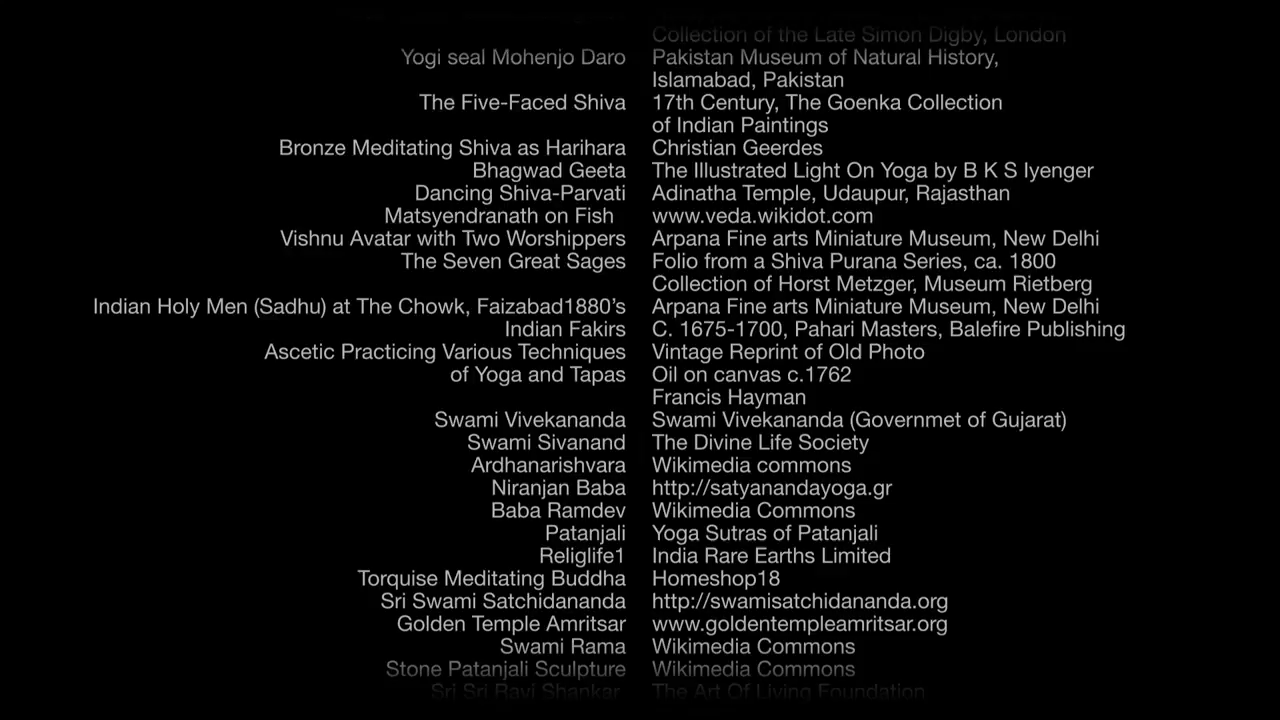 Collection of the Late Simon Digby, London
Yogi seal Mohenjo Daro Pakistan Museum of Natural History,
Islamabad, Pakistan
The Five-Faced Shiva 17th Century, The Goenka Collection
of Indian Paintings
Bronze Meditating Shiva as Harihara Christian Geerdes
Bhagwad Geeta The Illustrated Light On Yoga by B K S Iyenger
Dancing Shiva-Parvati Adinatha Temple, Udaupur, Rajasthan
Matsyendranath on Fish www.veda.wikidot.com
Vishnu Avatar with Two Worshippers Arpana Fine arts Miniature Museum, New Delhi
The Seven Great Sages Folio from a Shiva Purana Series, ca. 1800
Collection of Horst Metzger, Museum Rietberg
Indian Holy Men (Sadhu) at The Chowk, Faizabad1880's Arpana Fine arts Miniature Museum, New Delhi
Indian Fakirs C. 1675-1700, Pahari Masters, Balefire Publishing
Ascetic Practicing Various Techniques Vintage Reprint of Old Photo
of Yoga and Tapas Oil on canvas c.1762
Francis Hayman
Swami Vivekananda Swami Vivekananda (Governmet of Gujarat)
Swami Sivanand The Divine Life Society
Ardhanarishvara Wikimedia commons
Niranjan Baba http://satyanandayoga.gr
Baba Ramdev Wikimedia Commons
Patanjali Yoga Sutras of Patanjali
Religlife1 India Rare Earths Limited
Torquise Meditating Buddha Homeshop18
Sri Swami Satchidananda http://swamisatchidananda.org
Golden Temple Amritsar www.goldentempleamritsar.org
Swami Rama Wikimedia Commons
Stone Patanjali Sculpture Wikimedia Commons
Sri Sri Ravi Shankar The Art Of Living Foundation